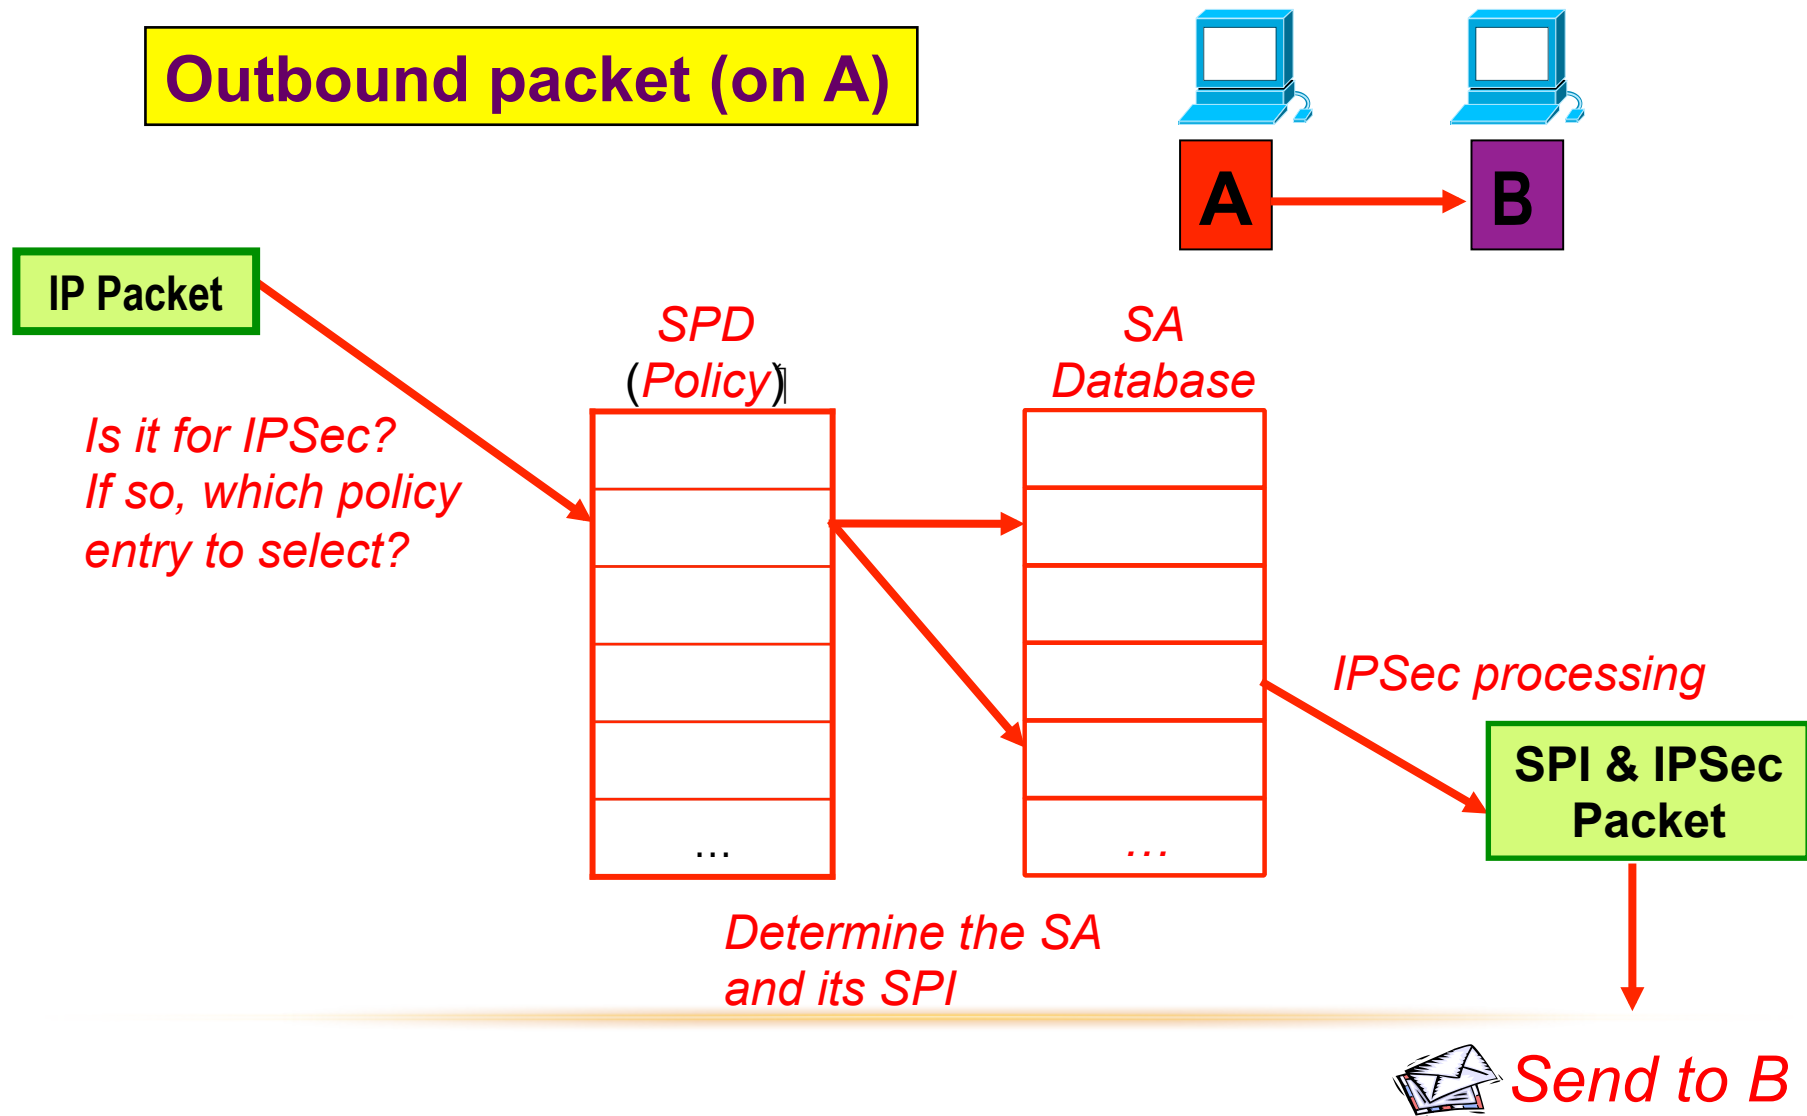 Outbound packet (on A)
A
B
IP Packet
SPD
(Policy)
SA
Database
Is it for IPSec?
If so, which policy
entry to select?
IPSec processing
SPI & IPSec
Packet
…
…
Determine the SA
and its SPI
Send to B